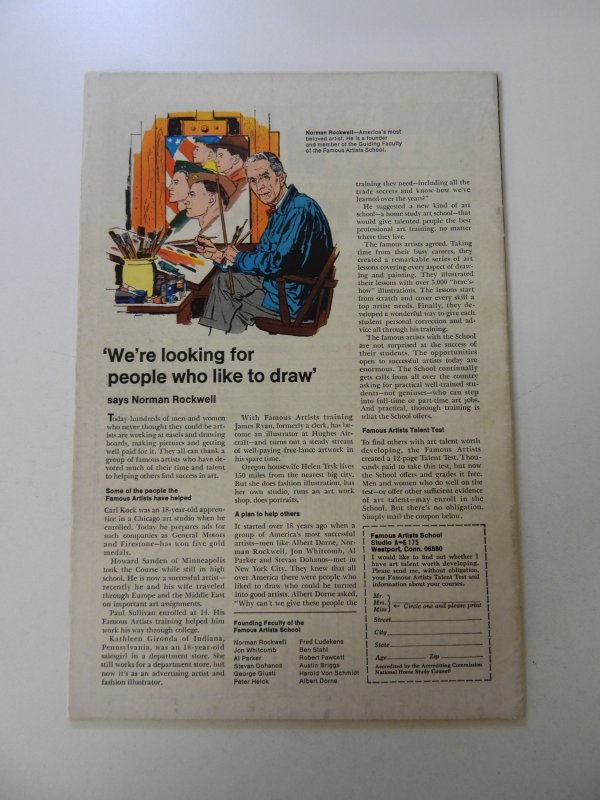 Norman Rockwell—America's most
beloved artist. He is a founder
and member of the Guiding Faculty
of the Famous Artists School.
'We're looking for
people who like to draw'
says Norman Rockwell
Today hundreds of men and women
who never thought they could be art-
ists are working at easels and drawing
boards, making pictures and getting
well paid for it. They all can thank a
group of famous artists who have de-
voted much of their time and talent
to helping others find success in art.
Some of the people the
Famous Artists have helped
Carl Kock was an 18-year-old appren-
tice in a Chicago art studio when he
enrolled. Today he prepares ads for
such companies as General Motors
and Firestone—has won five gold
medals.
Howard Sanden of Minneapolis
took the Course while still in high
school. He is now a successful artist—
recently he and his wife traveled
through Europe and the Middle East
on important art assignments.
Paul Sullivan enrolled at 14. His
Famous Artists training helped him
work his way through college.
Kathleen Gironda of Indiana,
Pennsylvania, was an 18-year-old
salesgirl in a department store. She
still works for a department store, but
now it's as an advertising artist and
fashion illustrator.
With Famous Artists training
James Ryan, formerly a clerk, has be-
come an illustrator at Hughes Air-
craft—and turns out a steady stream
of well-paying free-lance artwork in
his spare time.
Oregon housewife Helen Tryk lives
150 miles from the nearest big city.
But she does fashion illustration, has
her own studio, runs an art work
shop, does portraits.
A plan to help others
It started over 18 years ago when a
group of America's most successful
artists—men like Albert Dorne, Nor-
man Rockwell, Jon Whitcomb, Al
Parker and Stevan Dohanos—met in
New York City. They knew that all
over America there were people who
liked to draw who could be turned
into good artists. Albert Dorne asked,
"Why can't we give these people the
Founding Faculty of the
Famous Artists School
Norman Rockwell
Jon Whitcomb
Al Parker
Stevan Dohanos
George Giusti
Peter Helck
Fred Ludekens
Ben Stahl
Robert Fawcett
Austin Briggs
Harold Von Schmidt
Albert Dorne
training they need—including all the
trade secrets and know-how we've
learned over the years?"
He suggested a new kind of art
school—a home study art school—that
would give talented people the best
professional art training, no matter
where they live.
The famous artists agreed. Taking
time from their busy careers, they
created a remarkable series of art
lessons covering every aspect of draw-
ing and painting. They illustrated
their lessons with over 5,000 "here's-
how" illustrations. The lessons start
from scratch and cover every skill a
top artist needs. Finally, they de-
veloped a wonderful way to give each
student personal correction and ad-
vice all through his training.
The famous artists with the School
are not surprised at the success of
their students. The opportunities
open to successful artists today are
enormous. The School continually
gets calls from all over the country
asking for practical well-trained stu-
dents—not geniuses—who can step
into full-time or part-time art jobs.
And practical, thorough training is
what the School offers.
Famous Artists Talent Test
To find others with art talent worth
developing, the Famous Artists
created a 12-page Talent Test. Thou-
sands paid to take this test, but now
the School offers and grades it free.
Men and women who do well on the
test—or offer other sufficient evidence
of art talent—may enroll in the
School. But there's no obligation.
Simply mail the coupon below.
Famous Artists School
Studio A-6175
Westport, Conn. 06880
I would like to find out whether I
have art talent worth developing.
Please send me, without obligation,
your Famous Artists Talent Test and
information about your courses.
Mr.
Mrs. ← Circle one and please print
Miss
Street
City
State
Age Zip
Accredited by the Accrediting Commission
National Home Study Council